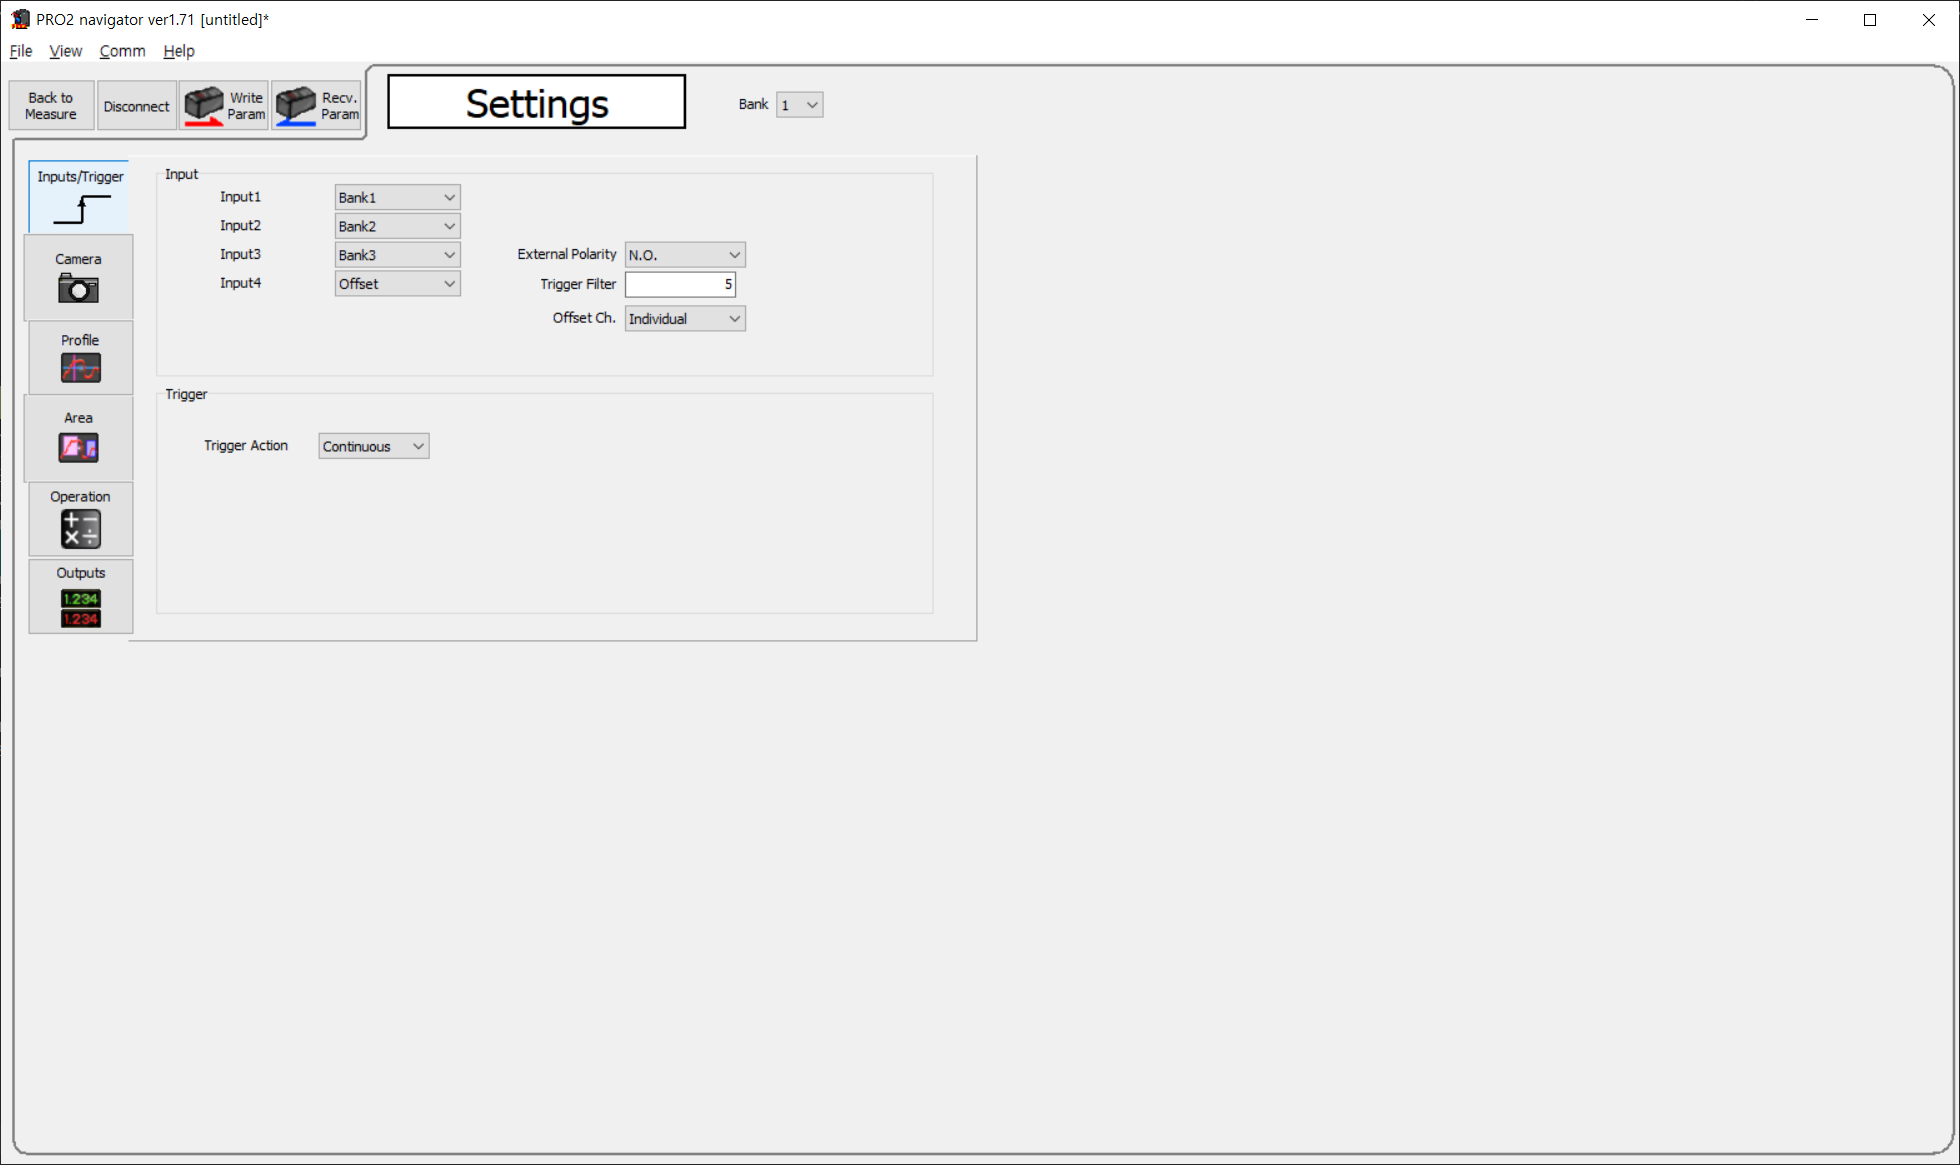 PRO2 navigator ver1.71 [untitled]*
File View Comm Help
Back to
Measure
Disconnect
Write
Param
Recv.
Param
Settings
Bank 1
Inputs/Trigger
Camera
Profile
Area
Operation
Outputs
1.234
1.234
Input
Input1 Bank1
Input2 Bank2
Input3 Bank3
Input4 Offset
External Polarity N.O.
Trigger Filter 5
Offset Ch. Individual
Trigger
Trigger Action Continuous